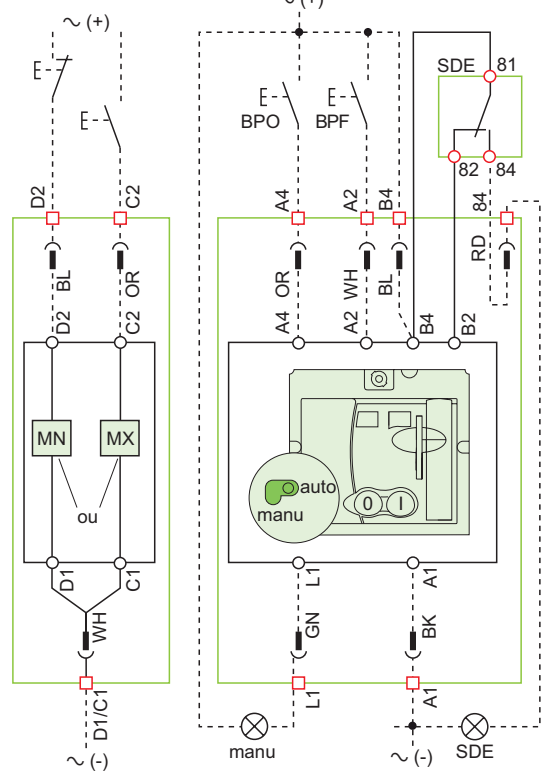 ~ (+)
~ (+)
SDE 81
BPO BPF
82 84
D2 C2 A4 A2 B4 84
BL OR OR WH BL RD
D2 C2 A4 A2 B4 B2
MN MX
ou
auto
manu
0 I
D1 C1 L1 A1
WH GN BK
D1/C1 L1 A1
manu SDE
~ (-) ~ (-)